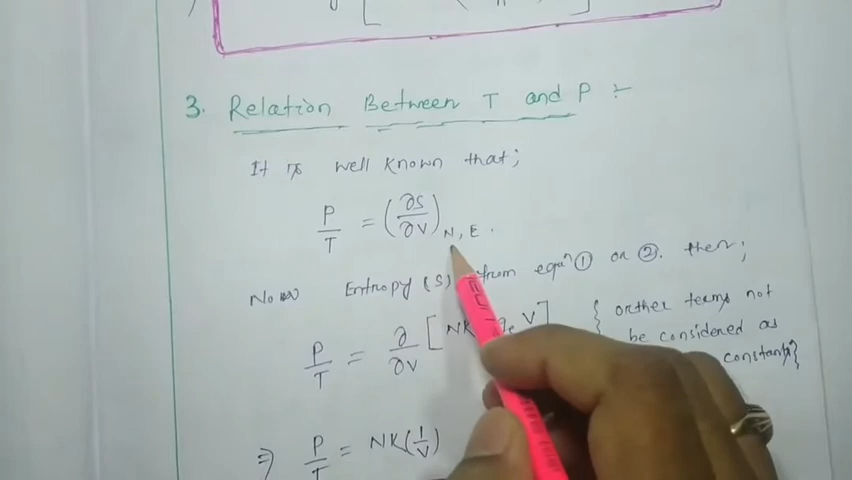 3. Relation Between T and P :-
It is well known that;
P/T = (∂S/∂V)N, E.
Now Entropy (S) from eqⁿ ① or ②. then;
P/T = ∂/∂V [NK V] { orther terms not
be considered as
constants}
⇒ P/T = NK(1/V)